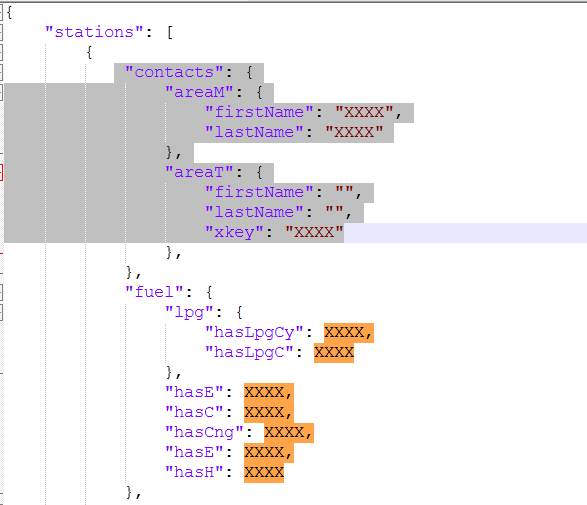 {
    "stations": [
        {
            "contacts": {
                "areaM": {
                    "firstName": "XXXX",
                    "lastName": "XXXX"
                },
                "areaT": {
                    "firstName": "",
                    "lastName": "",
                    "xkey": "XXXX"
                },
            },
            "fuel": {
                "lpg": {
                    "hasLpgCy": XXXX,
                    "hasLpgC": XXXX
                },
                "hasE": XXXX,
                "hasC": XXXX,
                "hasCng": XXXX,
                "hasE": XXXX,
                "hasH": XXXX
            },